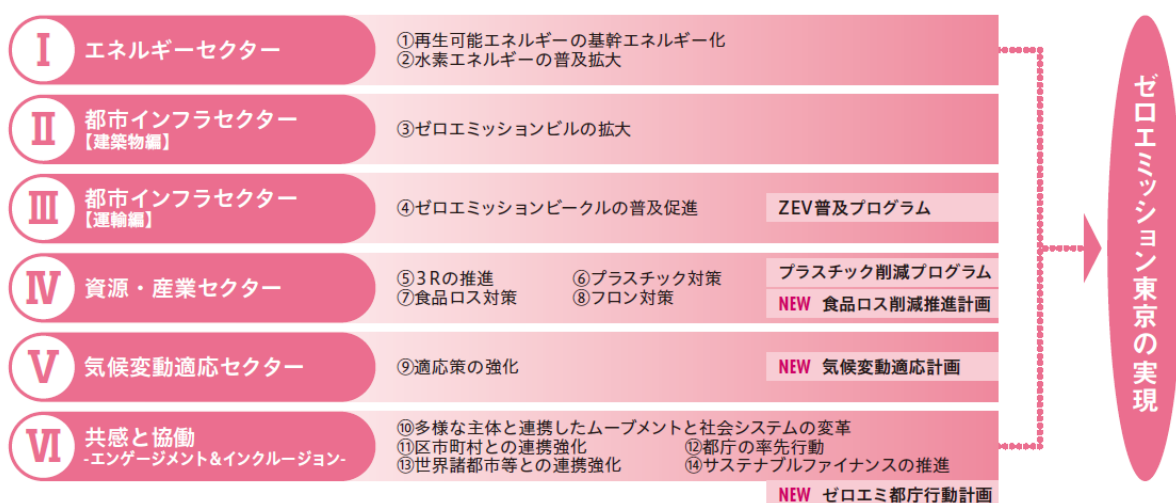 I
エネルギーセクター
①再生可能エネルギーの基幹エネルギー化
②水素エネルギーの普及拡大
II
都市インフラセクター
【建築物編】
③ゼロエミッションビルの拡大
III
都市インフラセクター
【運輸編】
④ゼロエミッションビークルの普及促進
ZEV普及プログラム
IV
資源・産業セクター
⑤3Rの推進 ⑥プラスチック対策
⑦食品ロス対策 ⑧フロン対策
プラスチック削減プログラム
NEW 食品ロス削減推進計画
V
気候変動適応セクター
⑨適応策の強化
NEW 気候変動適応計画
VI
共感と協働
-エンゲージメント&インクルージョン-
⑩多様な主体と連携したムーブメントと社会システムの変革
⑪区市町村との連携強化 ⑫都庁の率先行動
⑬世界諸都市等との連携強化 ⑭サステナブルファイナンスの推進
NEW ゼロエミ都庁行動計画
ゼロエミッション東京の実現